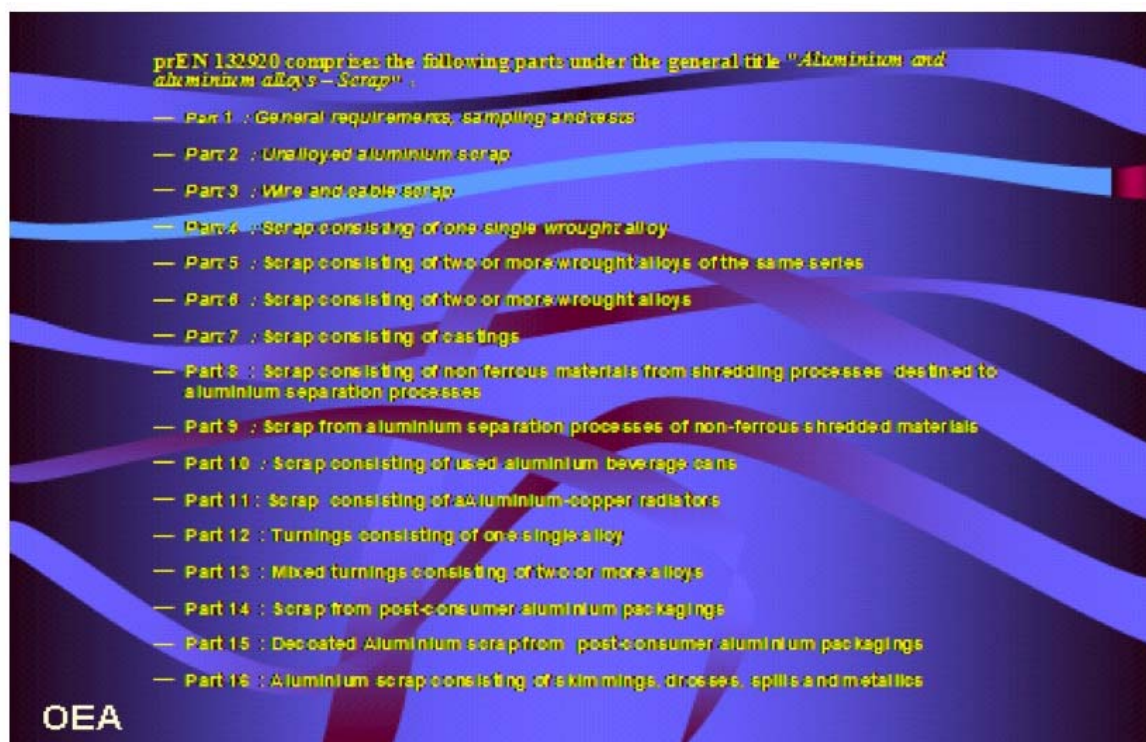 prEN 132920 comprises the following parts under the general title "Aluminium and
aluminium alloys – Scrap" :
— Part 1 : General requirements, sampling and tests
— Part 2 : Unalloyed aluminium scrap
— Part 3 : Wire and cable scrap
— Part 4 : Scrap consisting of one single wrought alloy
— Part 5 : Scrap consisting of two or more wrought alloys of the same series
— Part 6 : Scrap consisting of two or more wrought alloys
— Part 7 : Scrap consisting of castings
— Part 8 : Scrap consisting of non ferrous materials from shredding processes destined to
aluminium separation processes
— Part 9 : Scrap from aluminium separation processes of non-ferrous shredded materials
— Part 10 : Scrap consisting of used aluminium beverage cans
— Part 11 : Scrap consisting of aAluminium-copper radiators
— Part 12 : Turnings consisting of one single alloy
— Part 13 : Mixed turnings consisting of two or more alloys
— Part 14 : Scrap from post-consumer aluminium packagings
— Part 15 : Decoated Aluminium scrap from post-consumer aluminium packagings
— Part 16 : Aluminium scrap consisting of skimmings, drosses, spills and metallics
OEA